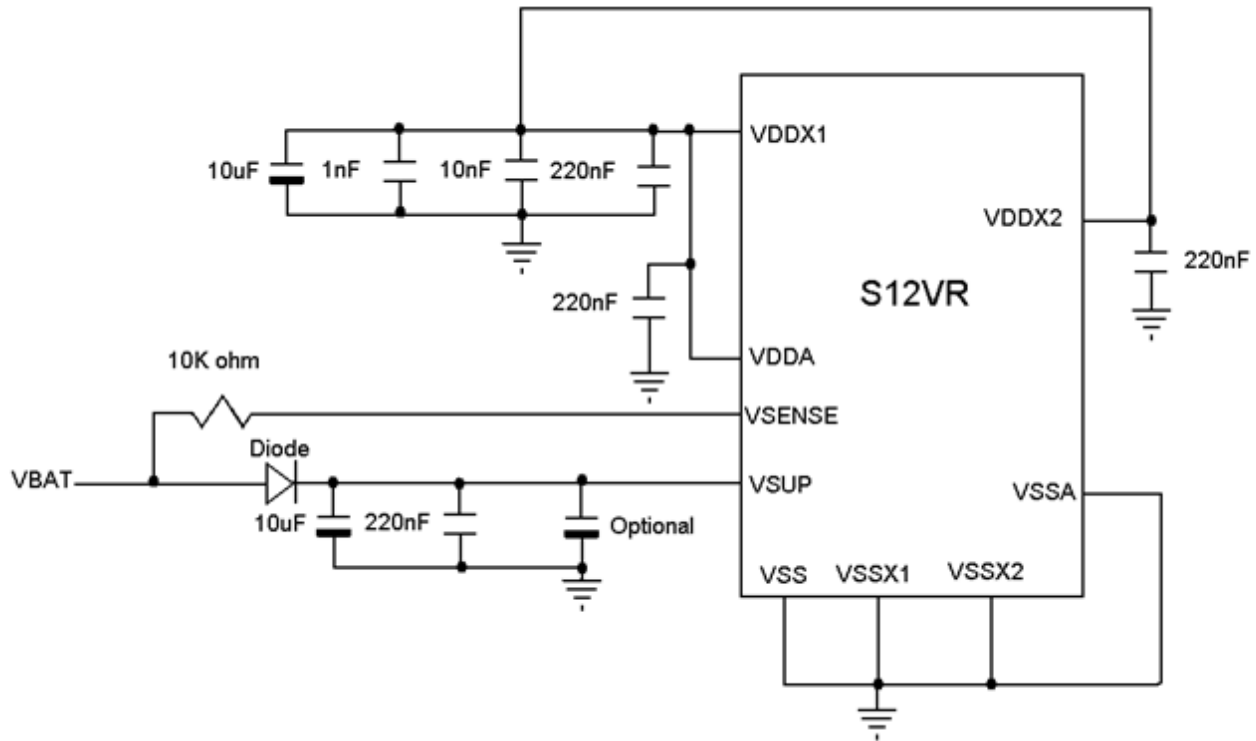 VDDX1
10uF 1nF 10nF 220nF
VDDX2
220nF
S12VR
220nF
VDDA
10K ohm
VSENSE
Diode
VBAT
VSUP
VSSA
10uF 220nF Optional
VSS VSSX1 VSSX2